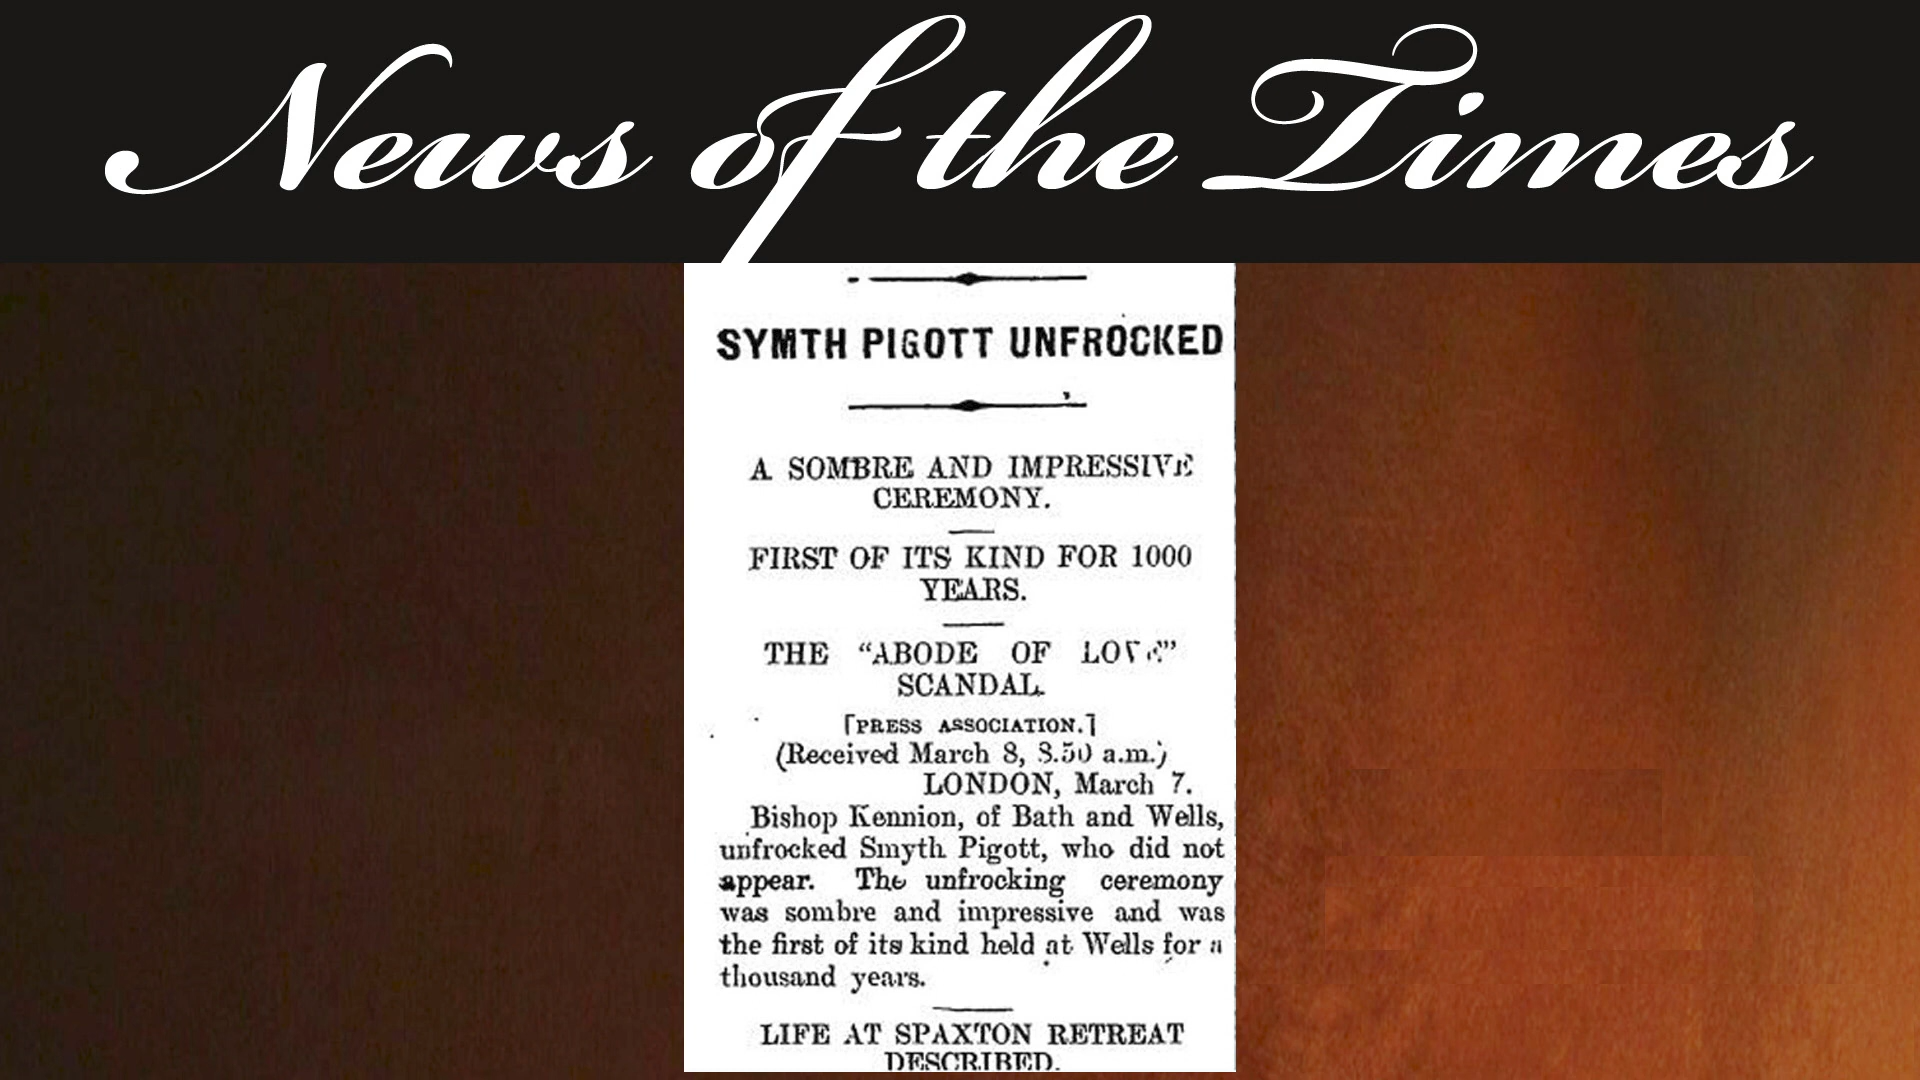 News of the Times
SYMTH PIGOTT UNFROCKED
A SOMBRE AND IMPRESSIVE
CEREMONY.
FIRST OF ITS KIND FOR 1000
YEARS.
THE "ABODE OF LOVE"
SCANDAL.
[PRESS ASSOCIATION.]
(Received March 8, 8.50 a.m.)
LONDON, March 7.
Bishop Kennion, of Bath and Wells,
unfrocked Smyth Pigott, who did not
appear. The unfrocking ceremony
was sombre and impressive and was
the first of its kind held at Wells for a
thousand years.
LIFE AT SPAXTON RETREAT
DESCRIBED.